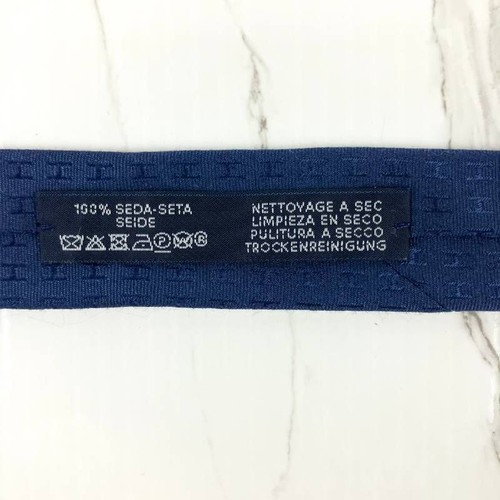 100% SEDA-SETA
SEIDE
NETTOYAGE A SEC
LIMPIEZA EN SECO
PULITURA A SECCO
TROCKENREINIGUNG